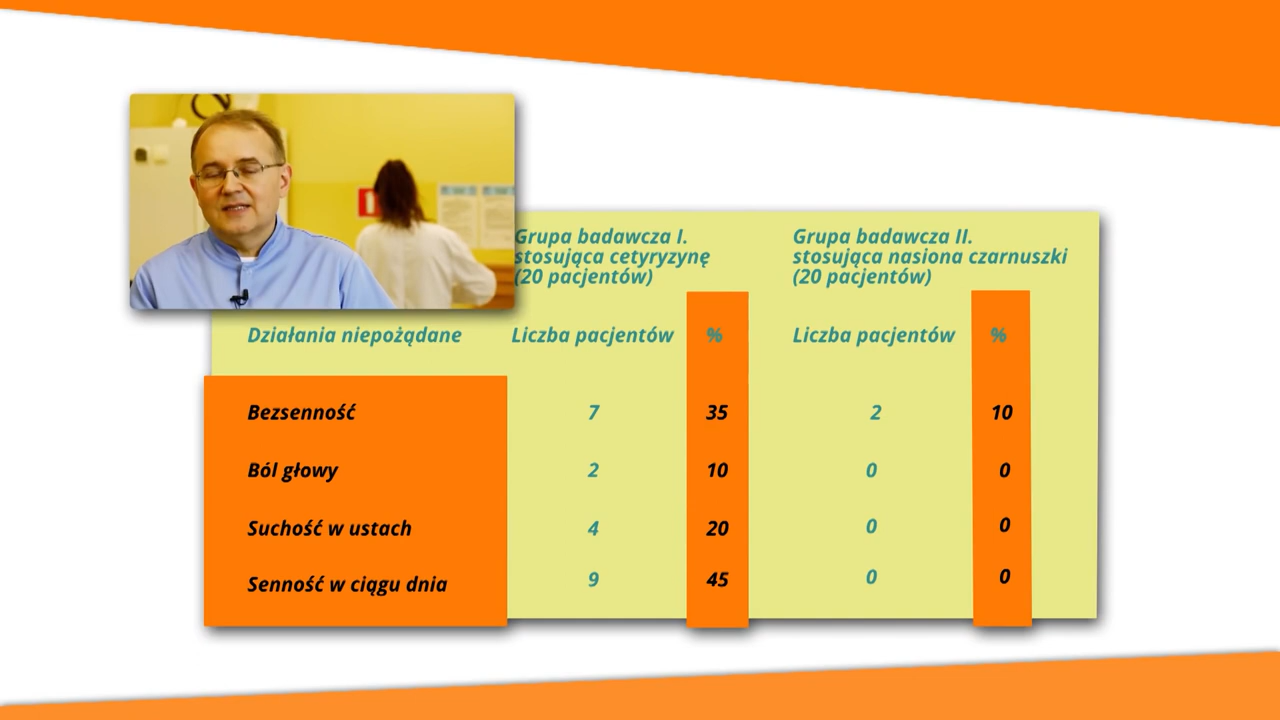 Grupa badawcza I.
stosująca cetyryzynę
(20 pacjentów)
Grupa badawcza II.
stosująca nasiona czarnuszki
(20 pacjentów)
Działania niepożądane Liczba pacjentów % Liczba pacjentów %
Bezsenność 7 35 2 10
Ból głowy 2 10 0 0
Suchość w ustach 4 20 0 0
Senność w ciągu dnia 9 45 0 0